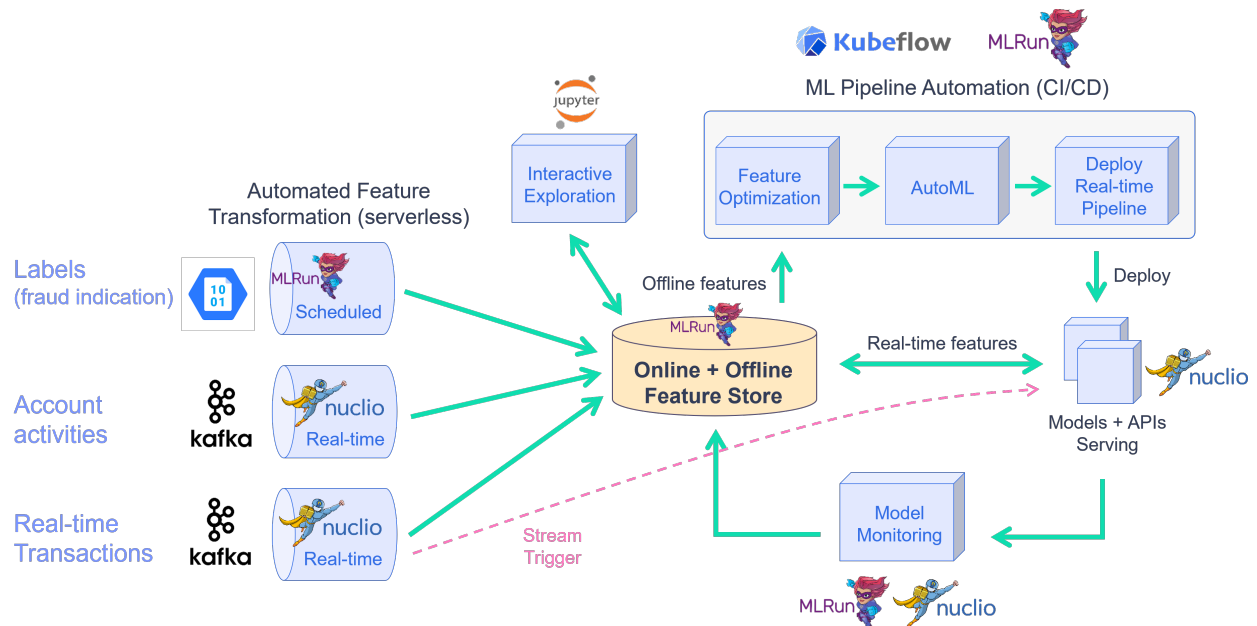 Kubeflow
MLRun
ML Pipeline Automation (CI/CD)
jupyter
Interactive
Exploration
Feature
Optimization
AutoML
Deploy
Real-time
Pipeline
Automated Feature
Transformation (serverless)
Labels
(fraud indication)
10
01
MLRun
Scheduled
Offline features
Deploy
MLRun
Online + Offline
Feature Store
Real-time features
nuclio
Models + APIs
Serving
Account
activities
kafka
nuclio
Real-time
Real-time
Transactions
kafka
nuclio
Real-time
Stream
Trigger
Model
Monitoring
MLRun
nuclio